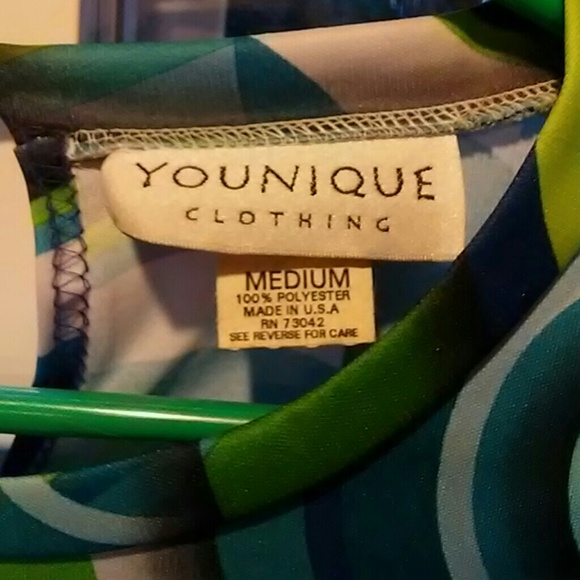 YOUNIQUE
CLOTHING
MEDIUM
100% POLYESTER
MADE IN U.S.A
RN 73042
SEE REVERSE FOR CARE